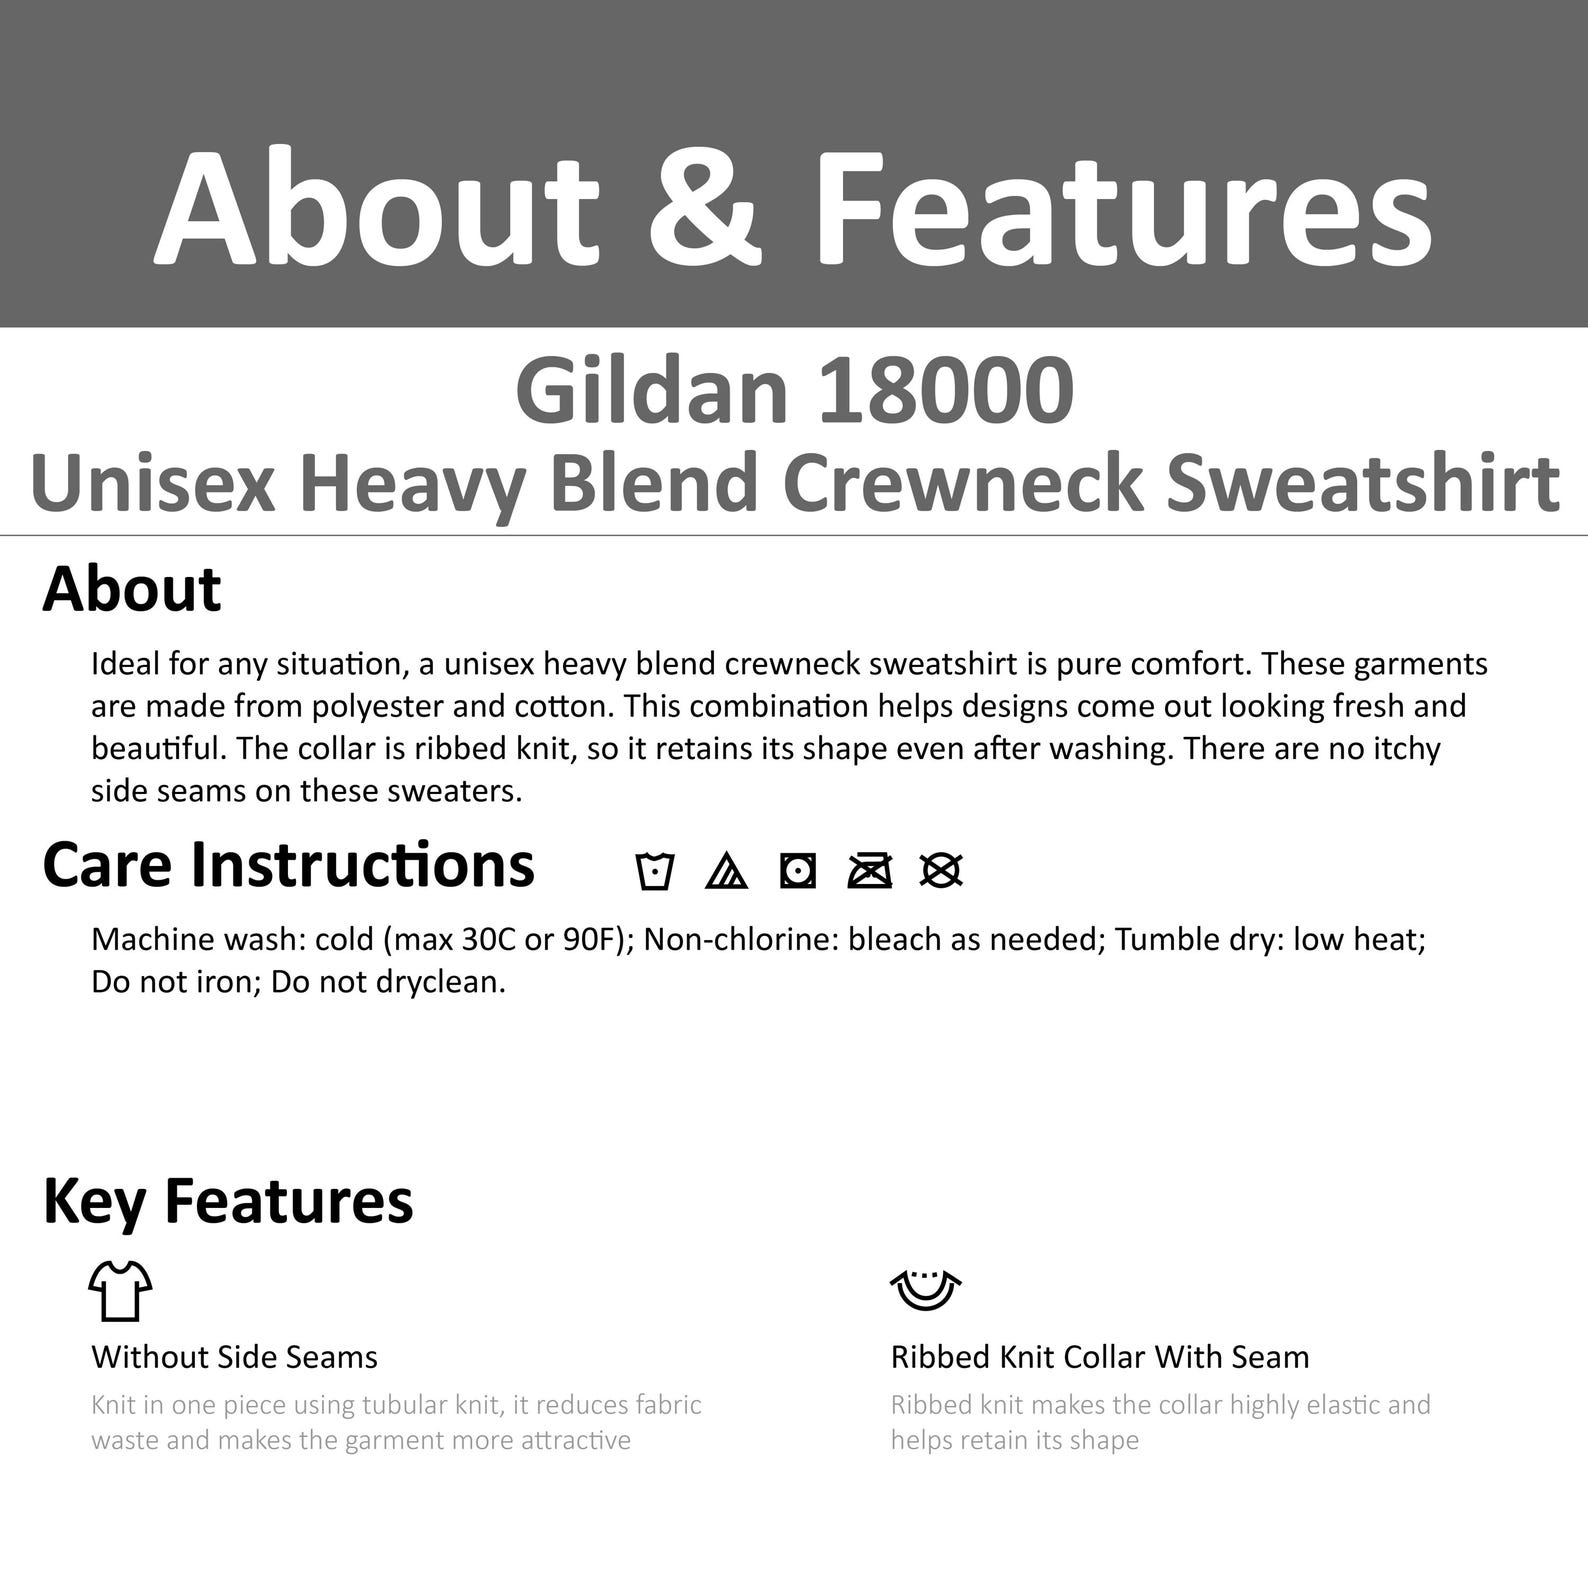 About & Features
Gildan 18000
Unisex Heavy Blend Crewneck Sweatshirt
About
Ideal for any situation, a unisex heavy blend crewneck sweatshirt is pure comfort. These garments
are made from polyester and cotton. This combination helps designs come out looking fresh and
beautiful. The collar is ribbed knit, so it retains its shape even after washing. There are no itchy
side seams on these sweaters.
Care Instructions
Machine wash: cold (max 30C or 90F); Non-chlorine: bleach as needed; Tumble dry: low heat;
Do not iron; Do not dryclean.
Key Features
Without Side Seams
Knit in one piece using tubular knit, it reduces fabric
waste and makes the garment more attractive
Ribbed Knit Collar With Seam
Ribbed knit makes the collar highly elastic and
helps retain its shape